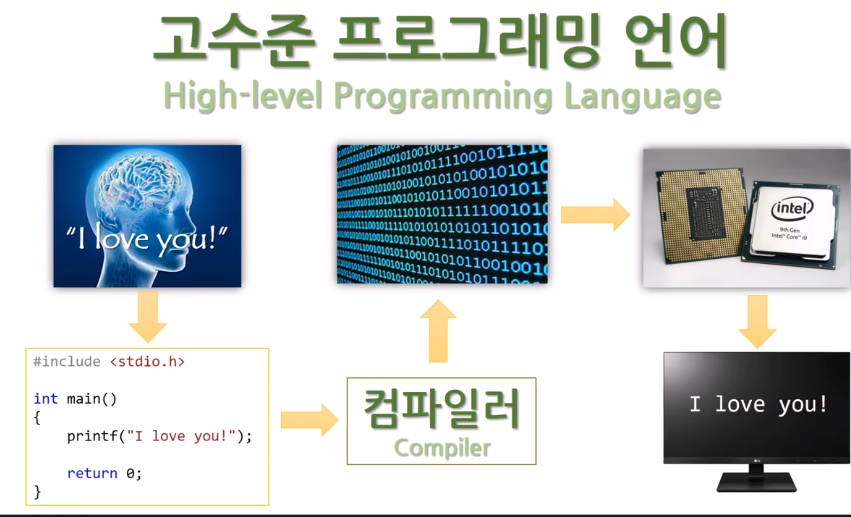 고수준 프로그래밍 언어
High-level Programming Language
"I love you!"
#include <stdio.h>
int main()
{
printf("I love you!");
return 0;
}
컴파일러
Compiler
intel
9th Gen
Intel® Core™ i9
I love you!
LG